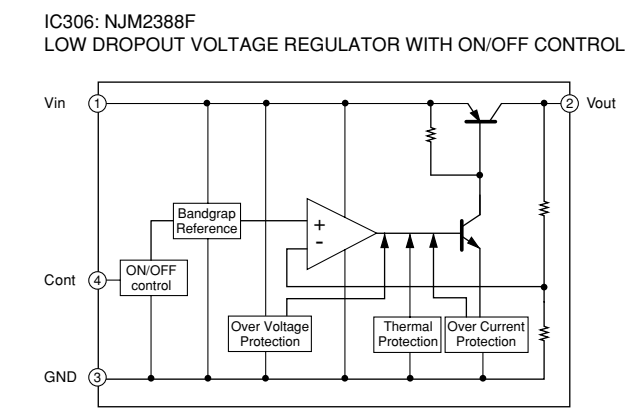 IC306: NJM2388F
LOW DROPOUT VOLTAGE REGULATOR WITH ON/OFF CONTROL
Vin
1
2
Vout
Bandgrap
Reference
+
-
Cont
4
ON/OFF
control
Over Voltage
Protection
Thermal
Protection
Over Current
Protection
GND
3